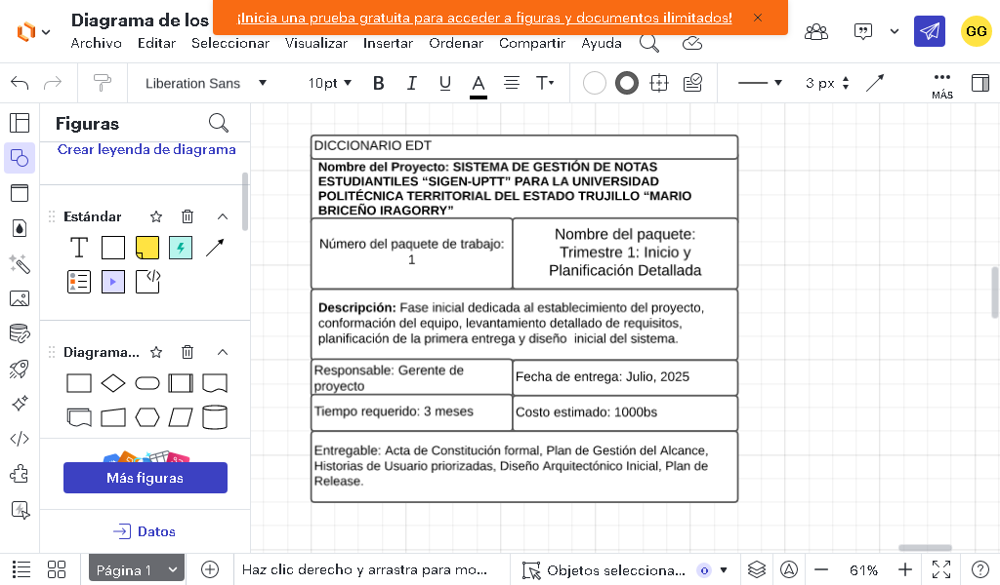 Diagrama de los
¡Inicia una prueba gratuita para acceder a figuras y documentos ilimitados!
Archivo Editar Seleccionar Visualizar Insertar Ordenar Compartir Ayuda
GG
Liberation Sans 10pt B I U A T 3 px MÁS
Figuras
Crear leyenda de diagrama
Estándar
T
Diagrama...
Más figuras
Datos
DICCIONARIO EDT
Nombre del Proyecto: SISTEMA DE GESTIÓN DE NOTAS
ESTUDIANTILES “SIGEN-UPTT” PARA LA UNIVERSIDAD
POLITÉCNICA TERRITORIAL DEL ESTADO TRUJILLO “MARIO
BRICEÑO IRAGORRY”
Número del paquete de trabajo:
1
Nombre del paquete:
Trimestre 1: Inicio y
Planificación Detallada
Descripción: Fase inicial dedicada al establecimiento del proyecto,
conformación del equipo, levantamiento detallado de requisitos,
planificación de la primera entrega y diseño inicial del sistema.
Responsable: Gerente de
proyecto
Fecha de entrega: Julio, 2025
Tiempo requerido: 3 meses
Costo estimado: 1000bs
Entregable: Acta de Constitución formal, Plan de Gestión del Alcance,
Historias de Usuario priorizadas, Diseño Arquitectónico Inicial, Plan de
Release.
Página 1
Haz clic derecho y arrastra para mo...
Objetos selecciona... 0
61%